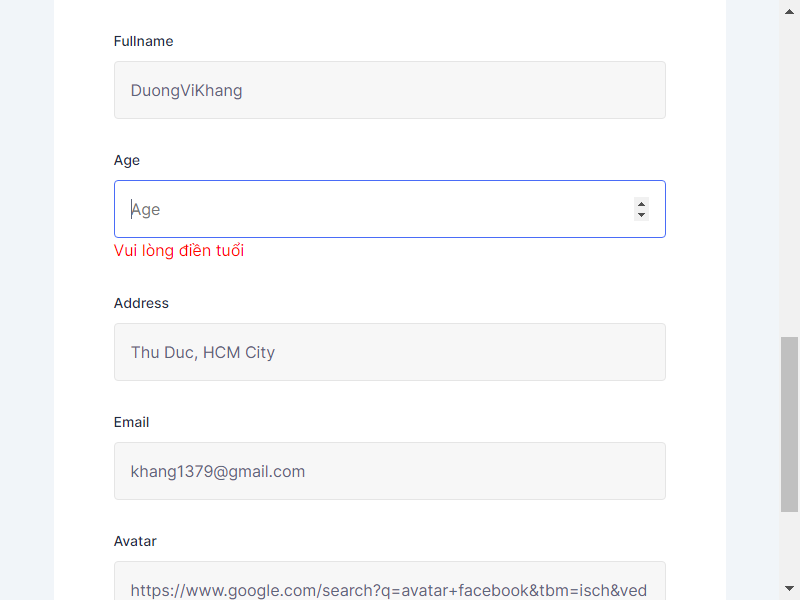 Fullname
DuongViKhang
Age
Age
Vui lòng điền tuổi
Address
Thu Duc, HCM City
Email
khang1379@gmail.com
Avatar
https://www.google.com/search?q=avatar+facebook&tbm=isch&ved